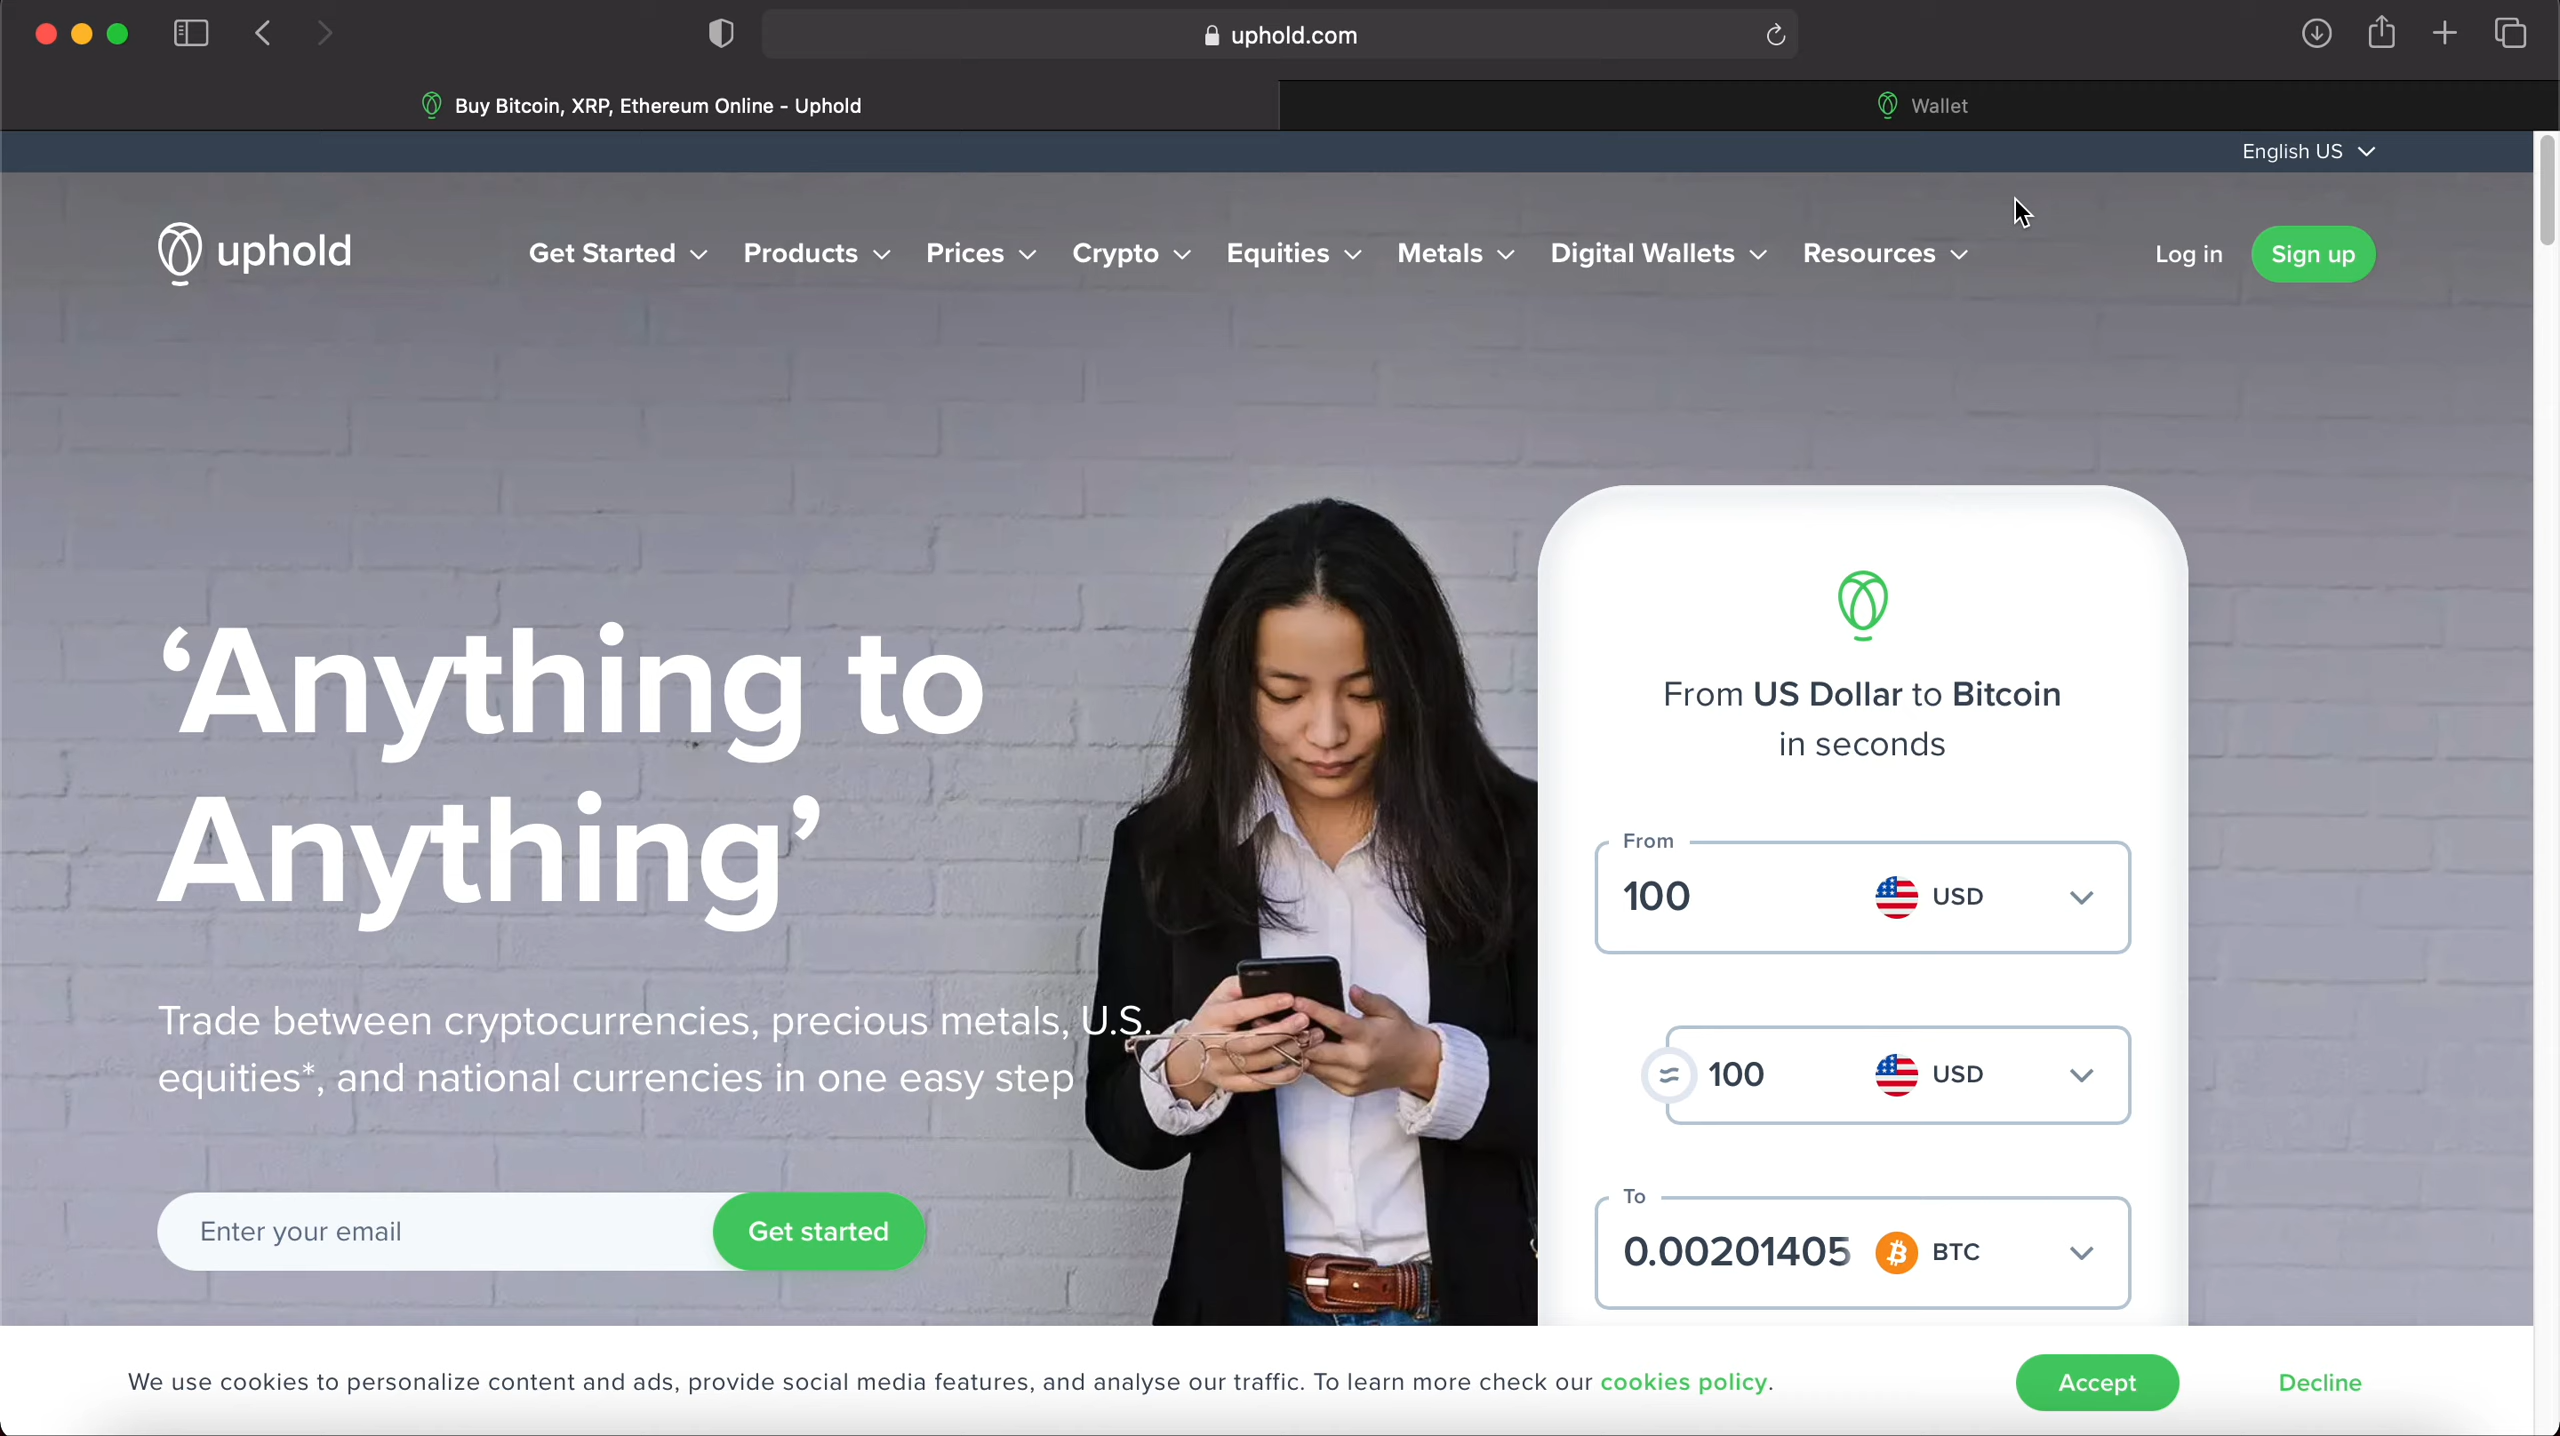 uphold.com
Buy Bitcoin, XRP, Ethereum Online - Uphold
Wallet
English US
uphold
Get Started
Products
Prices
Crypto
Equities
Metals
Digital Wallets
Resources
Log in
Sign up
‘Anything to
Anything’
Trade between cryptocurrencies, precious metals, U.S.
equities*, and national currencies in one easy step
Enter your email
Get started
From US Dollar to Bitcoin
in seconds
From
100
USD
≈
100
USD
To
0.00201405
BTC
We use cookies to personalize content and ads, provide social media features, and analyse our traffic. To learn more check our cookies policy.
Accept
Decline